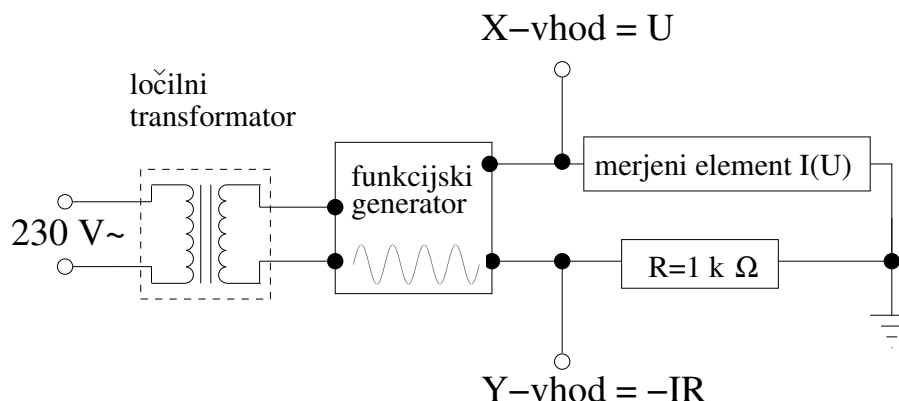 X−vhod = U
ločilni
transformator
funkcijski
generator
merjeni element I(U)
230 V~
R=1 k Ω
Y−vhod = −IR